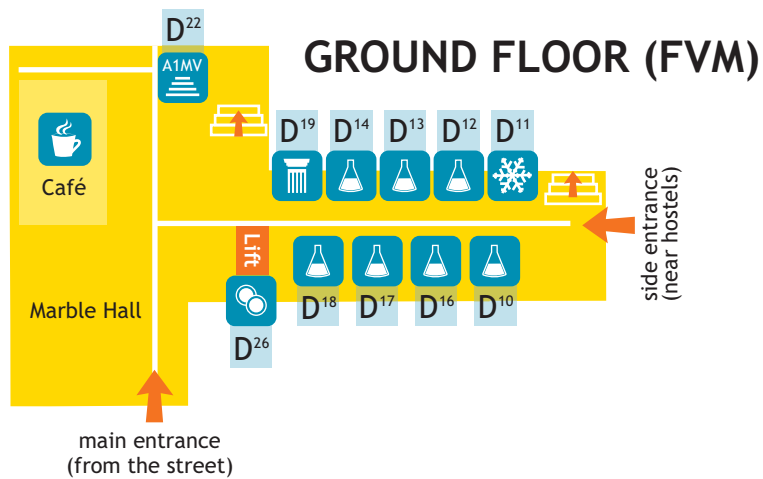 GROUND FLOOR (FVM)
D²²
A1MV
Café
D¹⁹ D¹⁴ D¹³ D¹² D¹¹
Lift
side entrance
(near hostels)
Marble Hall
D¹⁸ D¹⁷ D¹⁶ D¹⁰
D²⁶
main entrance
(from the street)